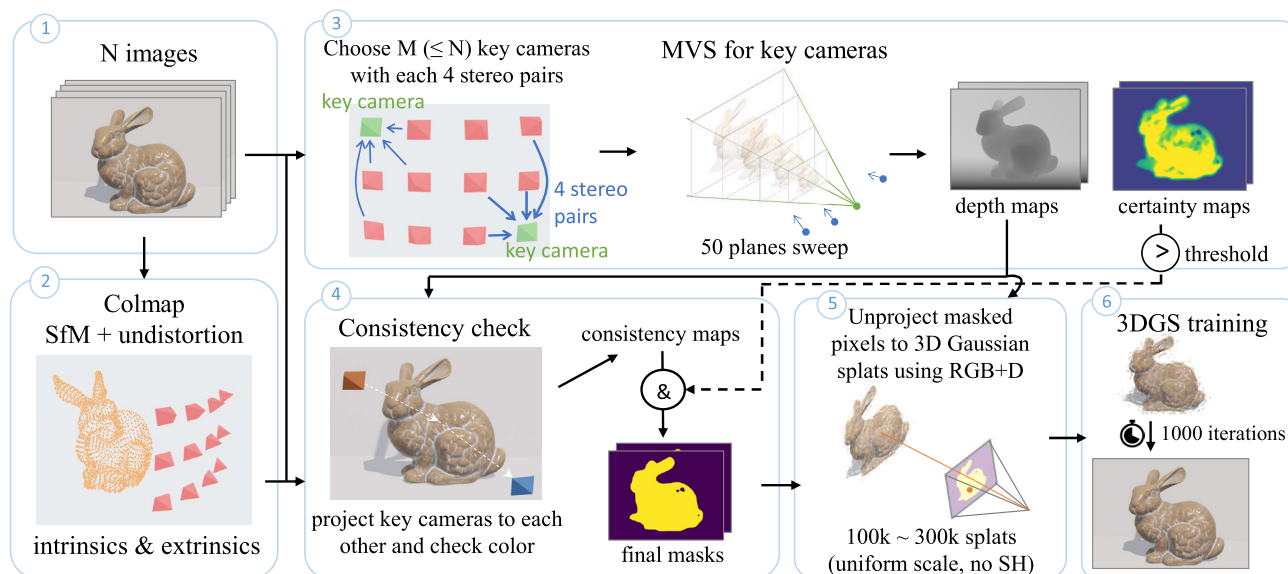 1
N images
2
Colmap
SfM + undistortion
intrinsics & extrinsics
3
Choose M (≤ N) key cameras
with each 4 stereo pairs
key camera
4 stereo
pairs
key camera
MVS for key cameras
50 planes sweep
depth maps
certainty maps
>
threshold
4
Consistency check
project key cameras to each
other and check color
consistency maps
&
final masks
5
Unproject masked
pixels to 3D Gaussian
splats using RGB+D
100k ~ 300k splats
(uniform scale, no SH)
6
3DGS training
1000 iterations